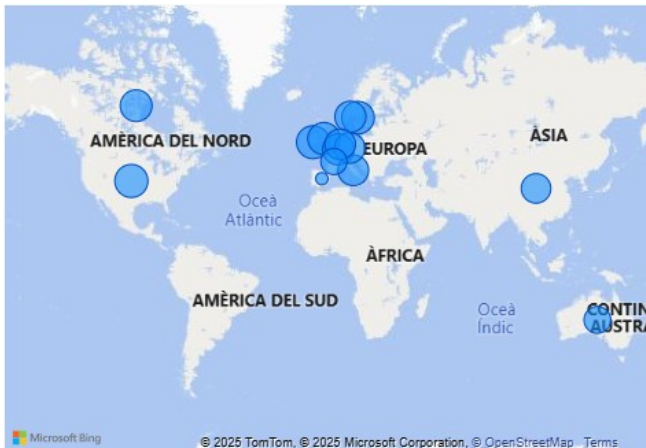 AMÈRICA DEL NORD
EUROPA
ÀSIA
Oceà
Atlàntic
ÀFRICA
AMÈRICA DEL SUD
Oceà
Índic
CONTIN
AUSTRA
Microsoft Bing
© 2025 TomTom, © 2025 Microsoft Corporation, © OpenStreetMap Terms